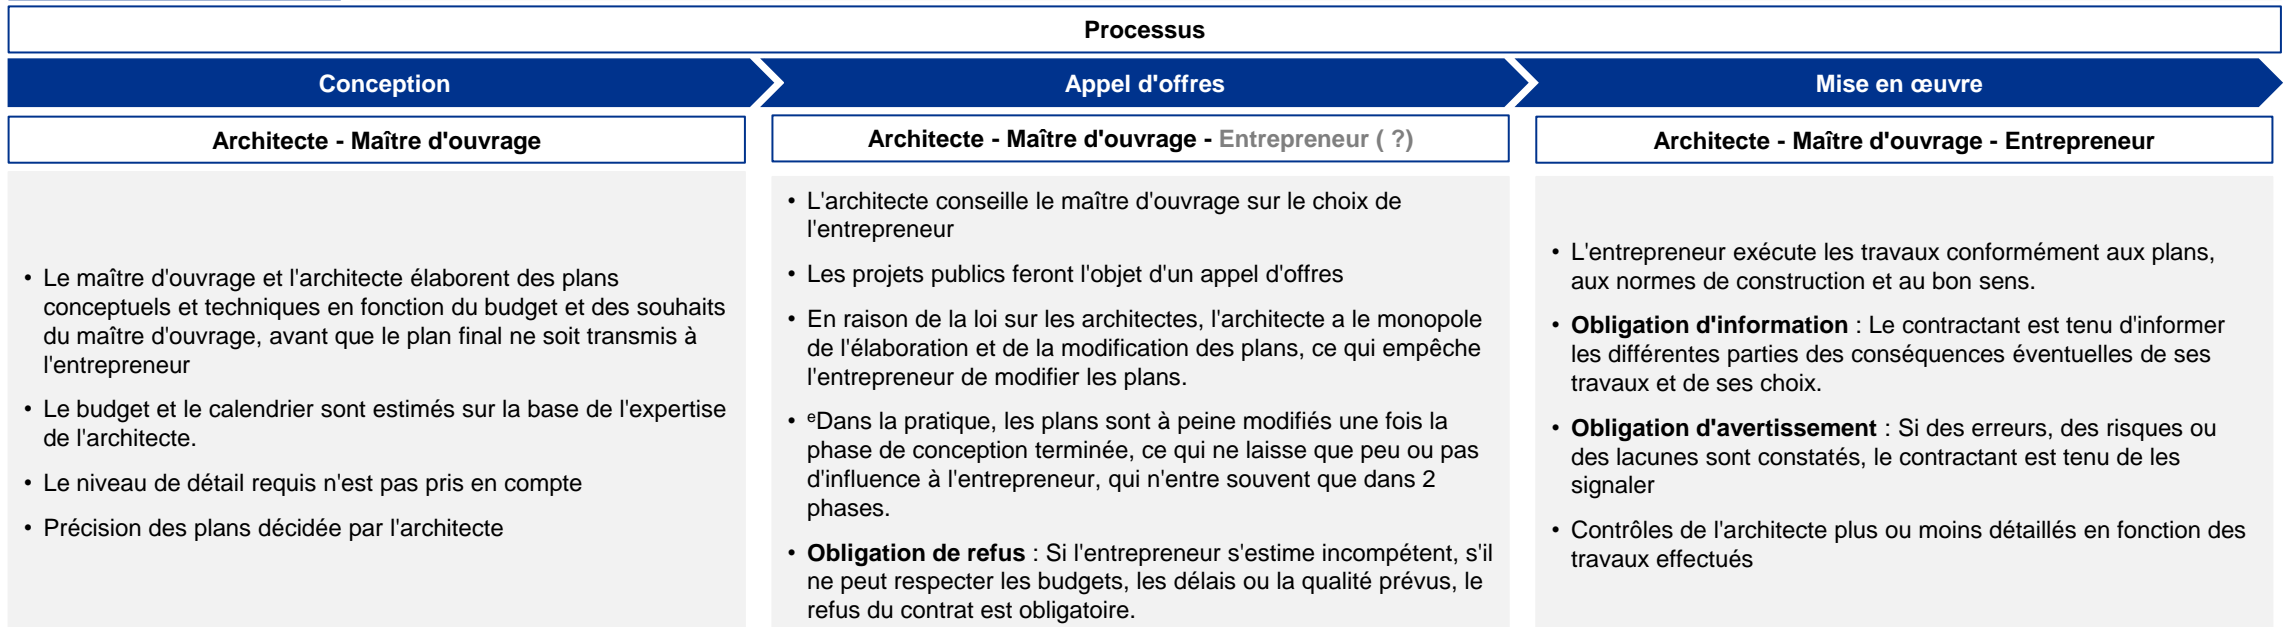 Processus
Conception
Appel d'offres
Mise en œuvre
Architecte - Maître d'ouvrage
Architecte - Maître d'ouvrage - Entrepreneur ( ?)
Architecte - Maître d'ouvrage - Entrepreneur
• Le maître d'ouvrage et l'architecte élaborent des plans
conceptuels et techniques en fonction du budget et des souhaits
du maître d'ouvrage, avant que le plan final ne soit transmis à
l'entrepreneur
• Le budget et le calendrier sont estimés sur la base de l'expertise
de l'architecte.
• Le niveau de détail requis n'est pas pris en compte
• Précision des plans décidée par l'architecte
• L'architecte conseille le maître d'ouvrage sur le choix de
l'entrepreneur
• Les projets publics feront l'objet d'un appel d'offres
• En raison de la loi sur les architectes, l'architecte a le monopole
de l'élaboration et de la modification des plans, ce qui empêche
l'entrepreneur de modifier les plans.
• ᵉDans la pratique, les plans sont à peine modifiés une fois la
phase de conception terminée, ce qui ne laisse que peu ou pas
d'influence à l'entrepreneur, qui n'entre souvent que dans 2
phases.
• Obligation de refus : Si l'entrepreneur s'estime incompétent, s'il
ne peut respecter les budgets, les délais ou la qualité prévus, le
refus du contrat est obligatoire.
• L'entrepreneur exécute les travaux conformément aux plans,
aux normes de construction et au bon sens.
• Obligation d'information : Le contractant est tenu d'informer
les différentes parties des conséquences éventuelles de ses
travaux et de ses choix.
• Obligation d'avertissement : Si des erreurs, des risques ou
des lacunes sont constatés, le contractant est tenu de les
signaler
• Contrôles de l'architecte plus ou moins détaillés en fonction des
travaux effectués